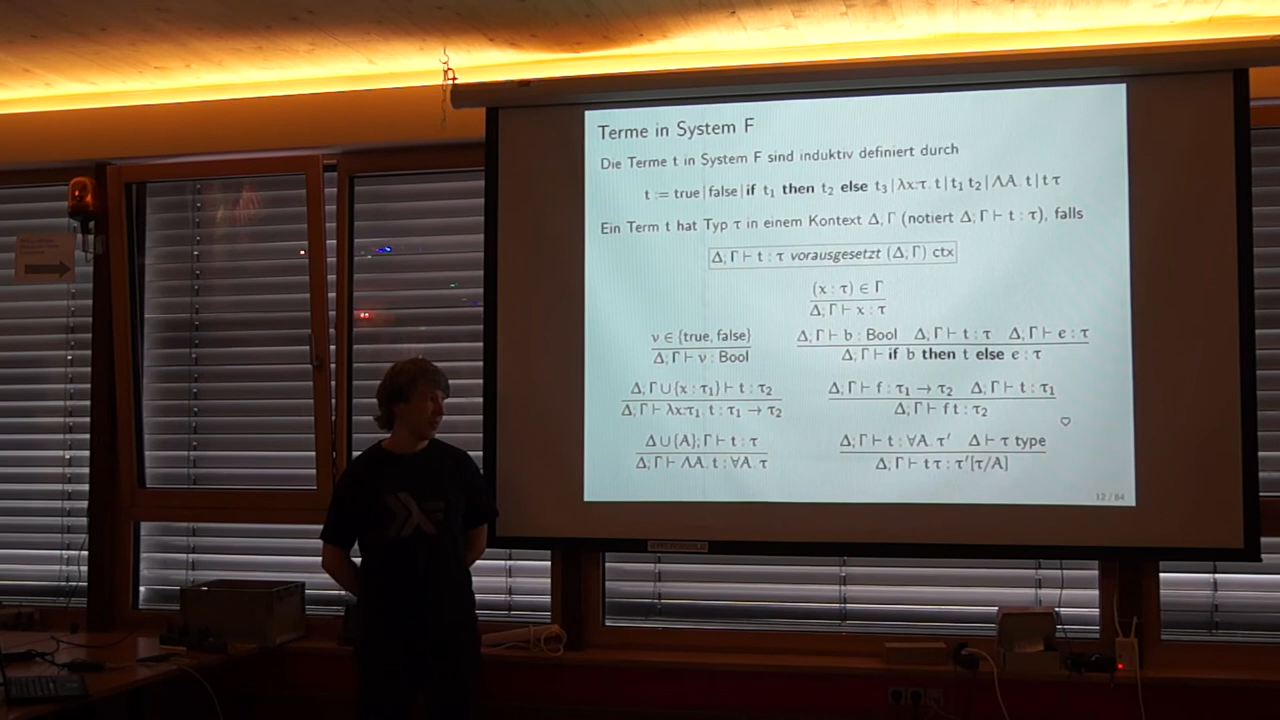 Terme in System F
Die Terme t in System F sind induktiv definiert durch
t := true | false | if t₁ then t₂ else t₃ | λx:τ. t | t₁ t₂ | ΛA. t | t τ
Ein Term t hat Typ τ in einem Kontext Δ; Γ (notiert Δ; Γ ⊢ t : τ), falls
Δ; Γ ⊢ t : τ vorausgesetzt (Δ; Γ) ctx
(x : τ) ∈ Γ
Δ; Γ ⊢ x : τ
ν ∈ {true, false}
Δ; Γ ⊢ ν : Bool
Δ; Γ ⊢ b : Bool Δ; Γ ⊢ t : τ Δ; Γ ⊢ e : τ
Δ; Γ ⊢ if b then t else e : τ
Δ; Γ ∪ {x : τ₁} ⊢ t : τ₂
Δ; Γ ⊢ λx:τ₁. t : τ₁ → τ₂
Δ; Γ ⊢ f : τ₁ → τ₂ Δ; Γ ⊢ t : τ₁
Δ; Γ ⊢ f t : τ₂
Δ ∪ {A}; Γ ⊢ t : τ
Δ; Γ ⊢ ΛA. t : ∀A. τ
Δ; Γ ⊢ t : ∀A. τ′ Δ ⊢ τ type
Δ; Γ ⊢ t τ : τ′[τ/A]
12 / 84